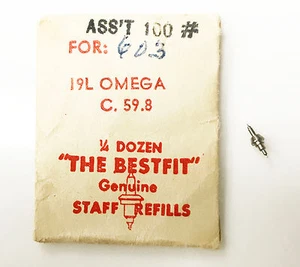 ASS'T 100 #
FOR: 603
19L OMEGA
C. 59.8
¼ DOZEN
"THE BESTFIT"
Genuine
STAFF REFILLS